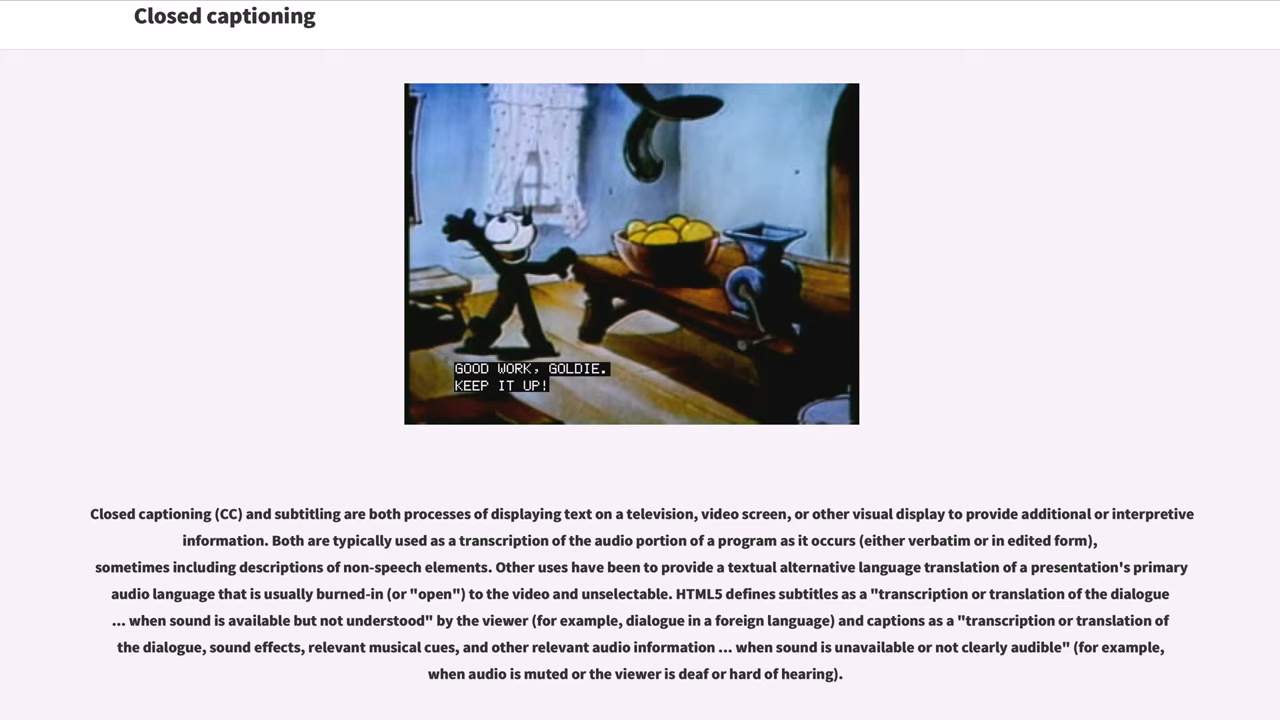 Closed captioning
GOOD WORK, GOLDIE.
KEEP IT UP!
Closed captioning (CC) and subtitling are both processes of displaying text on a television, video screen, or other visual display to provide additional or interpretive
information. Both are typically used as a transcription of the audio portion of a program as it occurs (either verbatim or in edited form),
sometimes including descriptions of non-speech elements. Other uses have been to provide a textual alternative language translation of a presentation's primary
audio language that is usually burned-in (or "open") to the video and unselectable. HTML5 defines subtitles as a "transcription or translation of the dialogue
... when sound is available but not understood" by the viewer (for example, dialogue in a foreign language) and captions as a "transcription or translation of
the dialogue, sound effects, relevant musical cues, and other relevant audio information ... when sound is unavailable or not clearly audible" (for example,
when audio is muted or the viewer is deaf or hard of hearing).